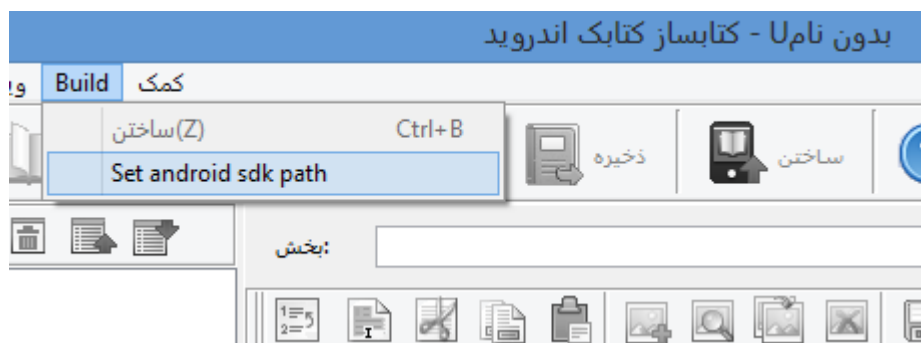 بدون نامU - کتابساز کتابک اندروید
Build کمک
ساختن(Z) Ctrl+B
ذخیره
ساختن
Set android sdk path
بخش: